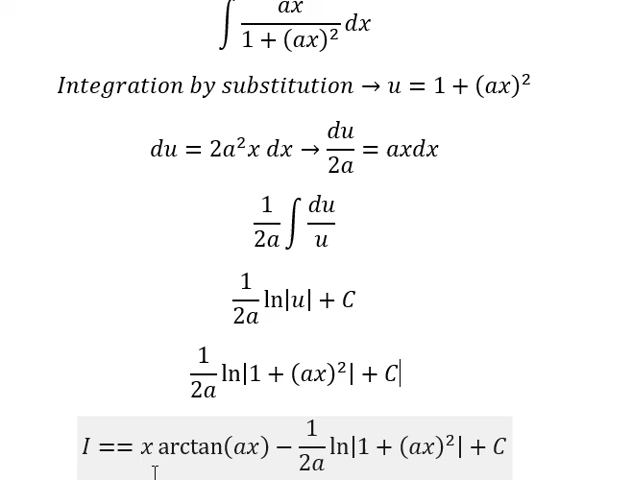 ∫ ax / (1 + (ax)²) dx
Integration by substitution → u = 1 + (ax)²
du = 2a²x dx → du/2a = axdx
1/2a ∫ du/u
1/2a ln|u| + C
1/2a ln|1 + (ax)²| + C
I == x arctan(ax) − 1/2a ln|1 + (ax)²| + C